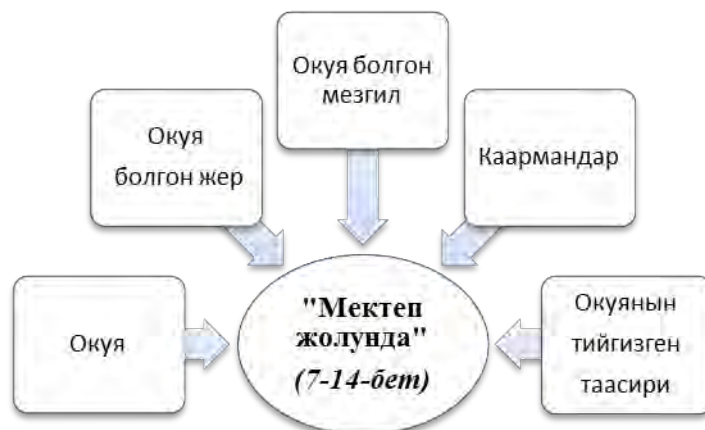 Окуя болгон
мезгил
Окуя
болгон жер
Каармандар
Окуя
"Мектеп
жолунда"
(7-14-бет)
Окуянын
тийгизген
таасири